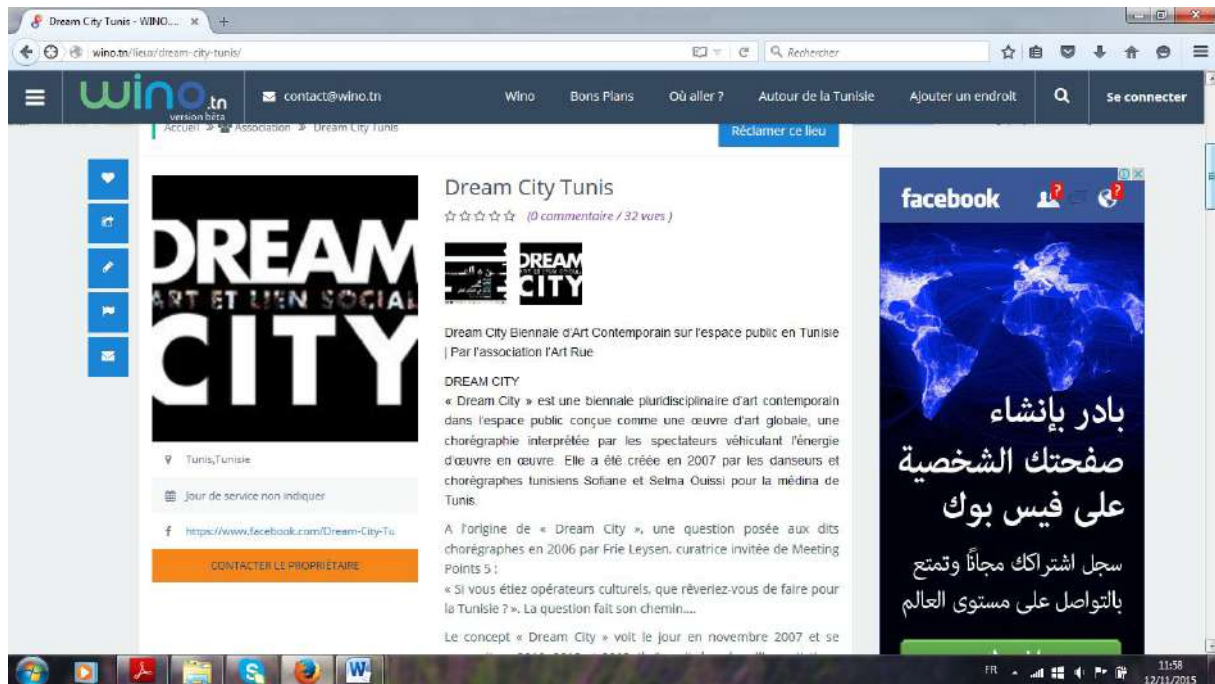 Dream City Tunis - WINO....
wino.tn/lieux/dream-city-tunis/
Rechercher
wino.tn
version bêta
contact@wino.tn
Wino
Bons Plans
Où aller ?
Autour de la Tunisie
Ajouter un endroit
Se connecter
Accueil » Association » Dream City Tunis
Réclamer ce lieu
DREAM
ART ET LIEN SOCIAL
CITY
Tunis,Tunisie
Jour de service non indiquer
https://www.facebook.com/Dream-City-Tu
CONTACTER LE PROPRIÉTAIRE
Dream City Tunis
(0 commentaire / 32 vues )
DREAM
CITY
Dream City Biennale d'Art Contemporain sur l'espace public en Tunisie
| Par l'association l'Art Rue
DREAM CITY
« Dream City » est une biennale pluridisciplinaire d'art contemporain
dans l'espace public conçue comme une œuvre d'art globale, une
chorégraphie interprétée par les spectateurs véhiculant l'énergie
d'œuvre en œuvre. Elle a été créée en 2007 par les danseurs et
chorégraphes tunisiens Sofiane et Selma Ouissi pour la médina de
Tunis.
A l'origine de « Dream City », une question posée aux dits
chorégraphes en 2006 par Frie Leysen, curatrice invitée de Meeting
Points 5 :
« Si vous étiez opérateurs culturels, que rêveriez-vous de faire pour
la Tunisie ? ». La question fait son chemin....
Le concept « Dream City » voit le jour en novembre 2007 et se
facebook
?
?
بادر بإنشاء
صفحتك الشخصية
على فيس بوك
سجل اشتراكك مجانًا وتمتع
بالتواصل على مستوى العالم
FR
11:58
12/11/2015